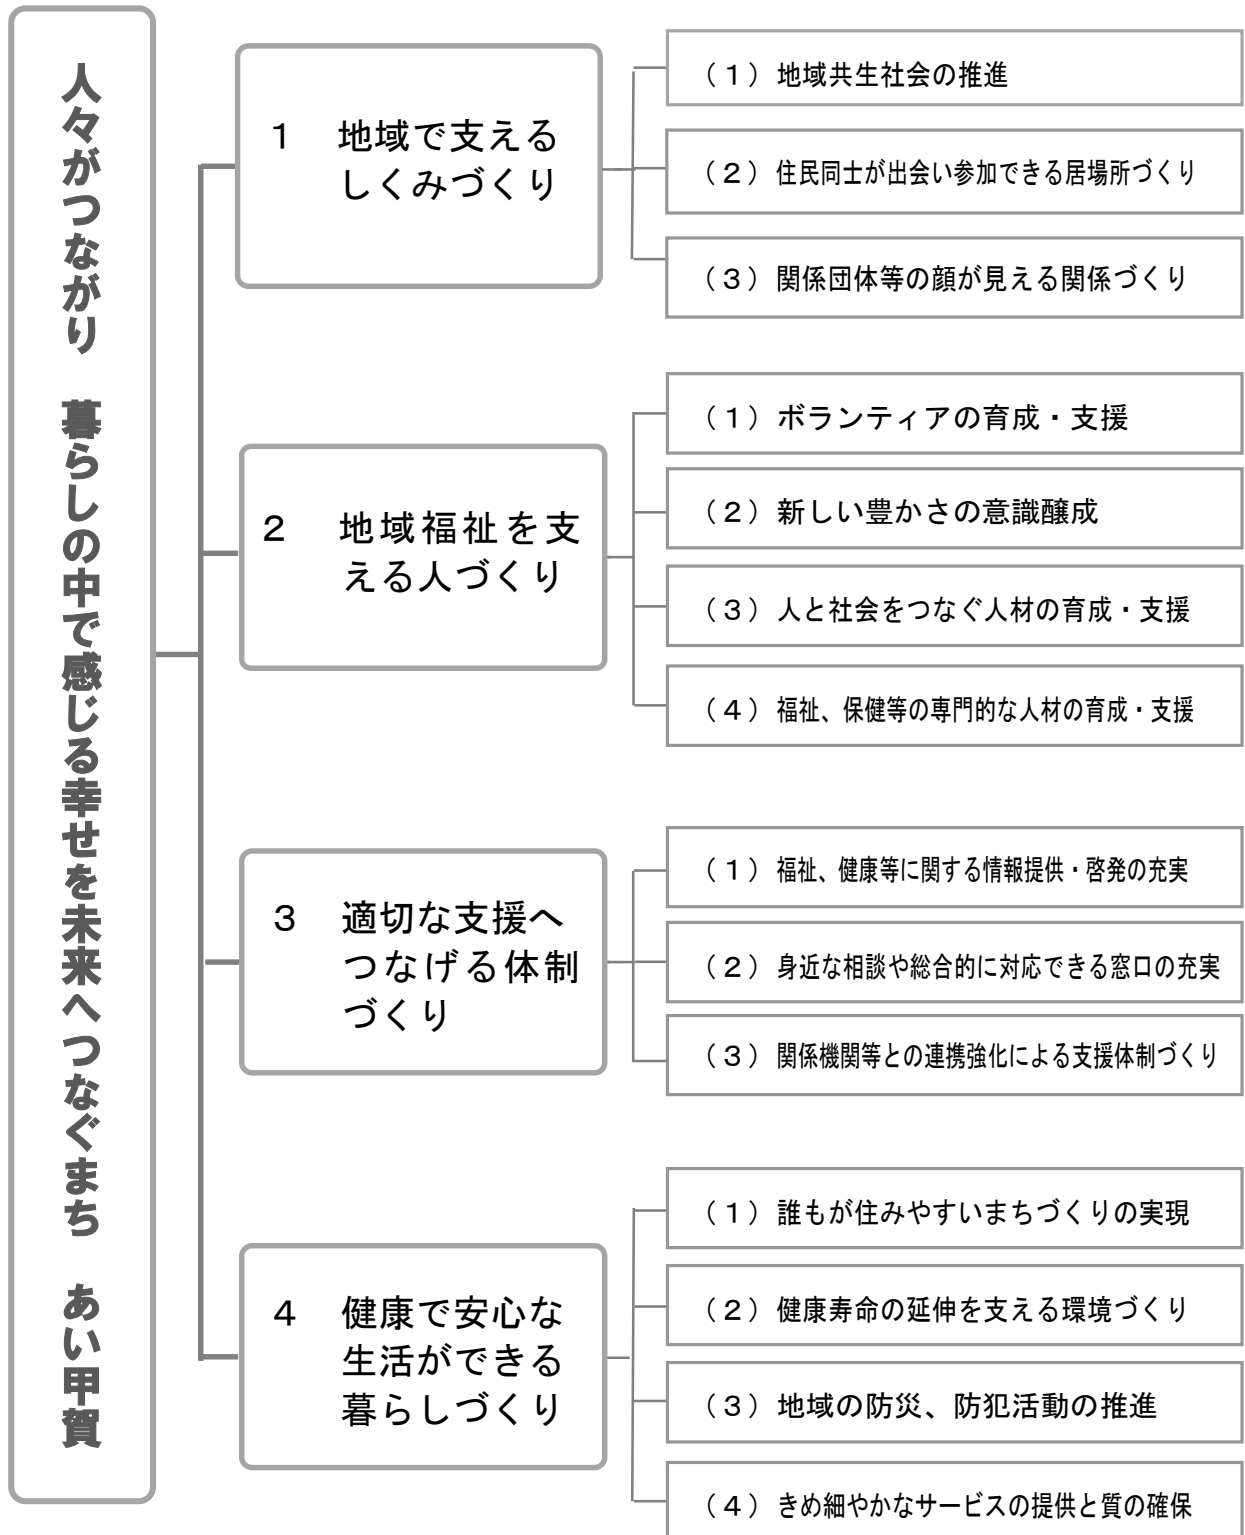 人々がつながり　暮らしの中で感じる幸せを未来へつなぐまち　あい甲賀
１　地域で支える
しくみづくり
（１）地域共生社会の推進
（２）住民同士が出会い参加できる居場所づくり
（３）関係団体等の顔が見える関係づくり
２　地域福祉を支
える人づくり
（１）ボランティアの育成・支援
（２）新しい豊かさの意識醸成
（３）人と社会をつなぐ人材の育成・支援
（４）福祉、保健等の専門的な人材の育成・支援
３　適切な支援へ
つなげる体制
づくり
（１）福祉、健康等に関する情報提供・啓発の充実
（２）身近な相談や総合的に対応できる窓口の充実
（３）関係機関等との連携強化による支援体制づくり
４　健康で安心な
生活ができる
暮らしづくり
（１）誰もが住みやすいまちづくりの実現
（２）健康寿命の延伸を支える環境づくり
（３）地域の防災、防犯活動の推進
（４）きめ細やかなサービスの提供と質の確保